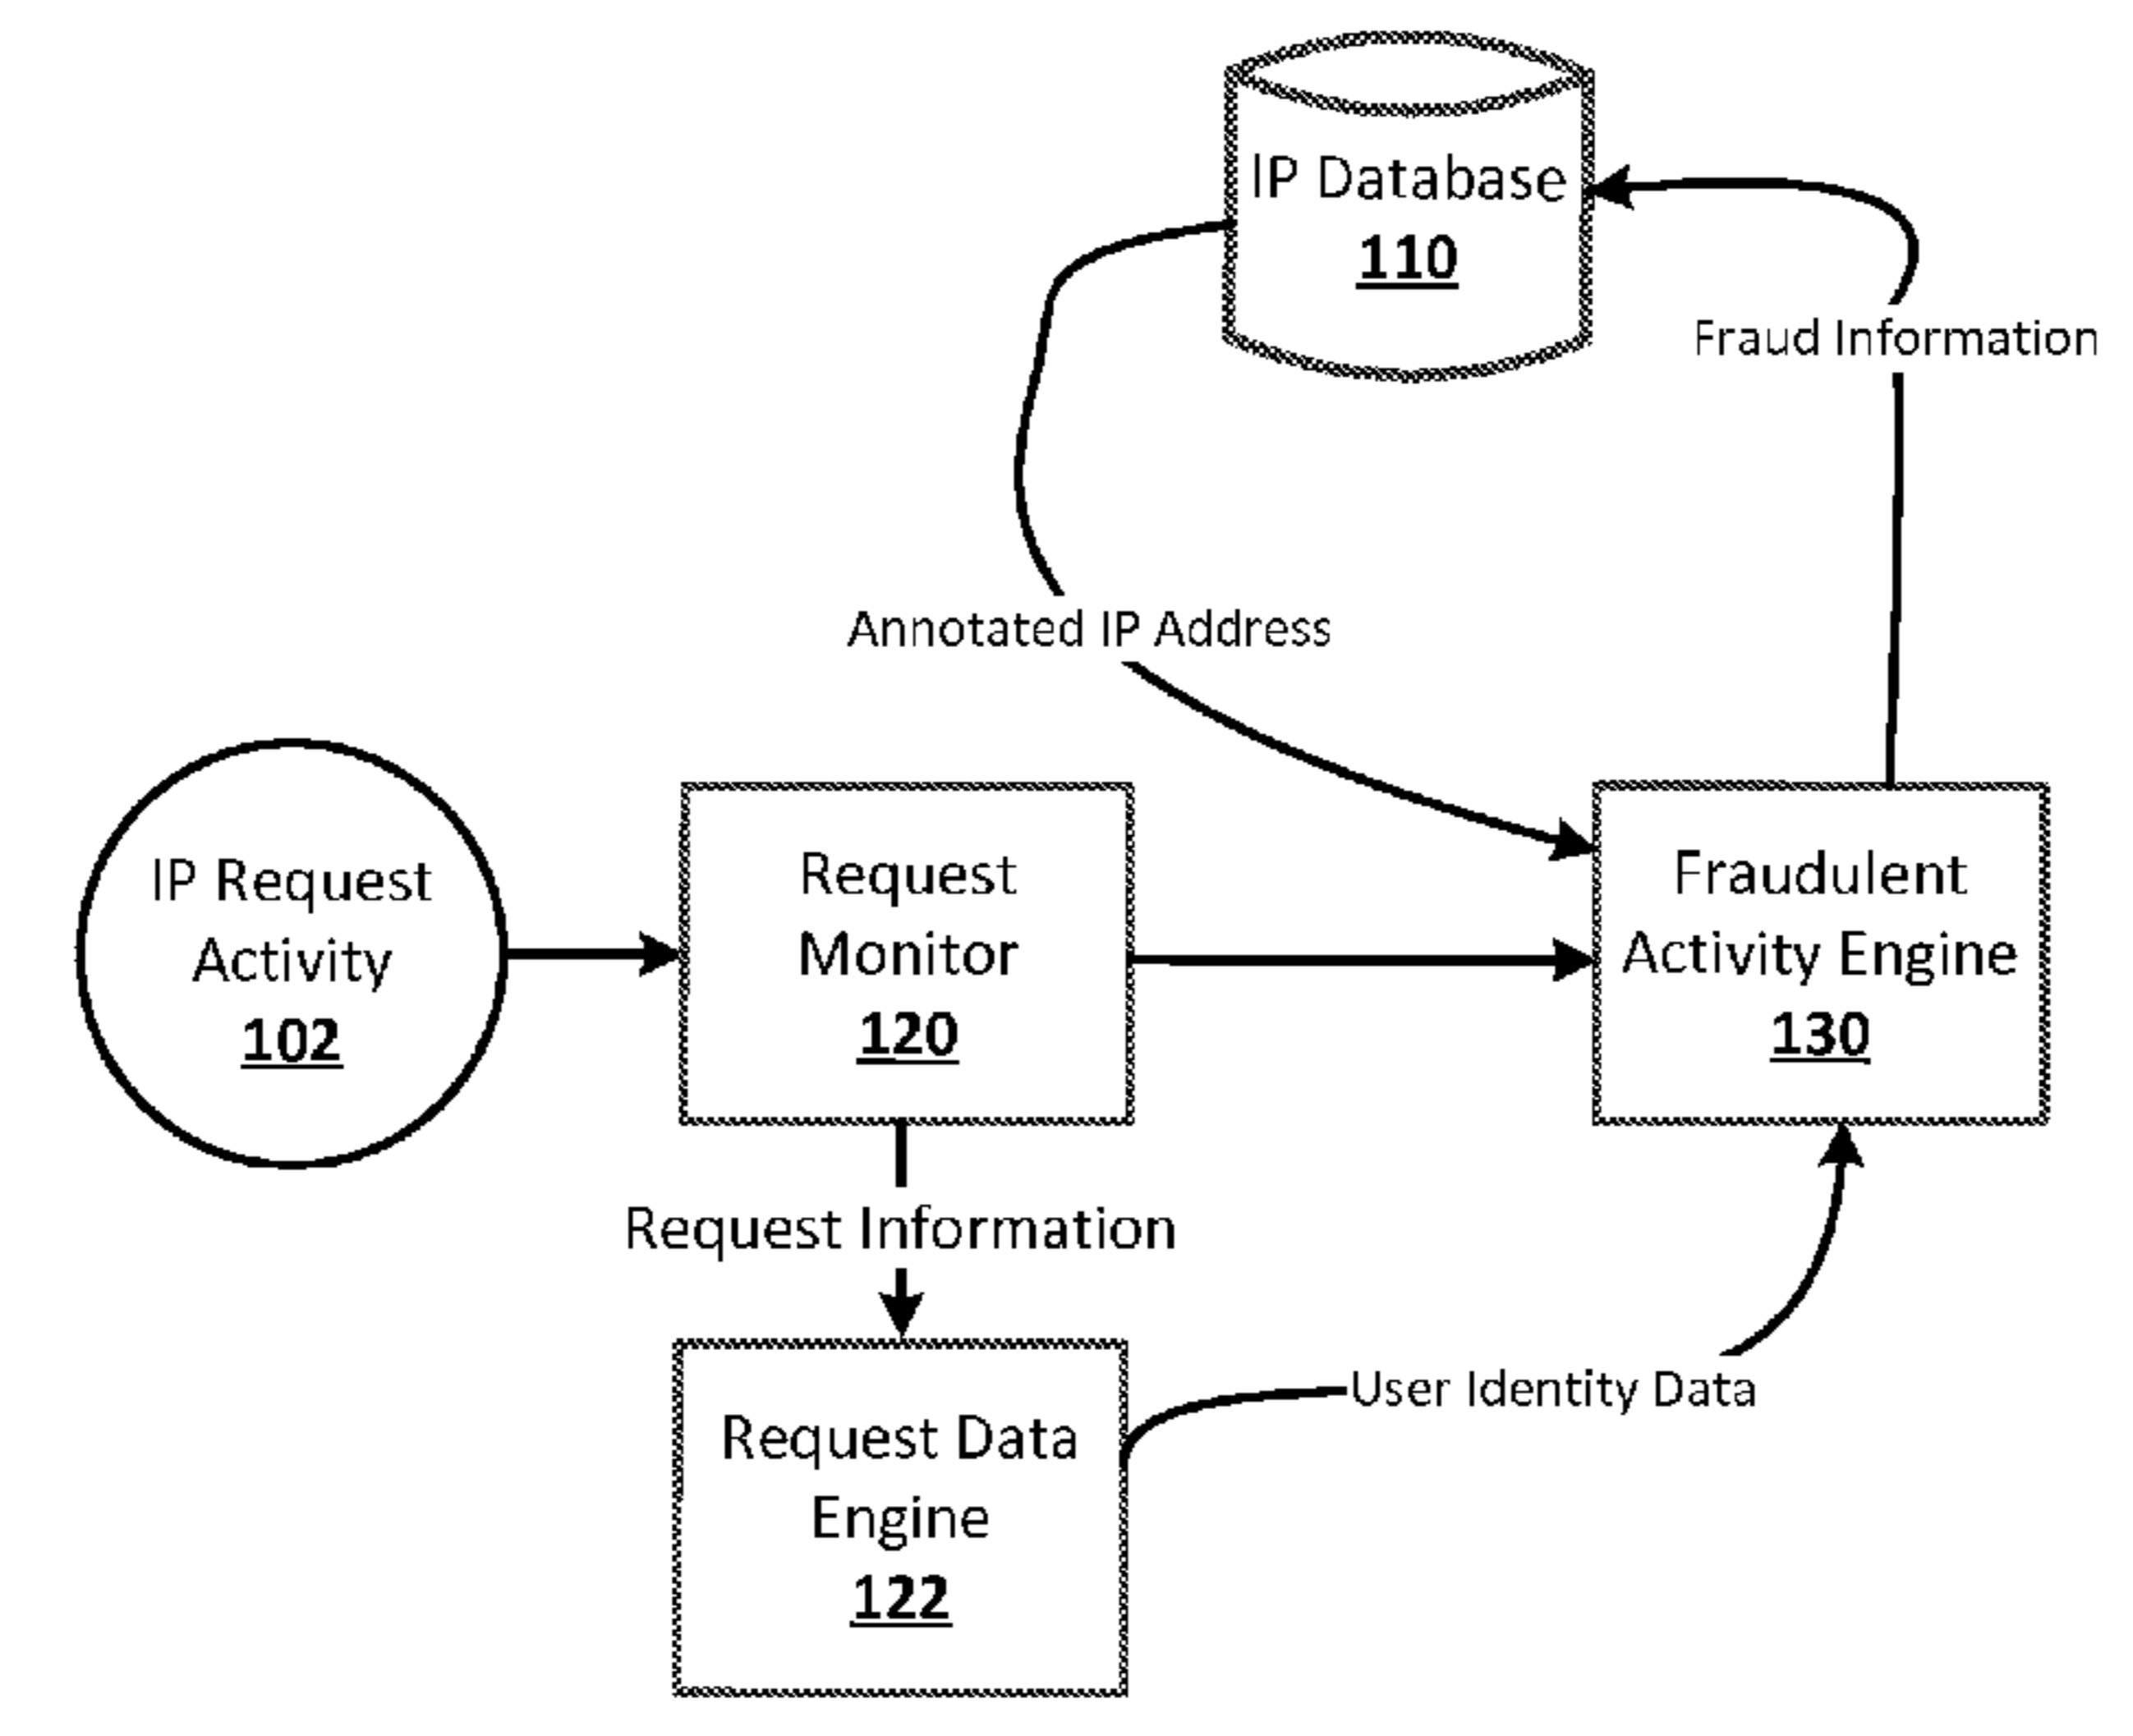 IP Database
110
Fraud Information
Annotated IP Address
IP Request
Activity
102
Request
Monitor
120
Fraudulent
Activity Engine
130
Request Information
User Identity Data
Request Data
Engine
122